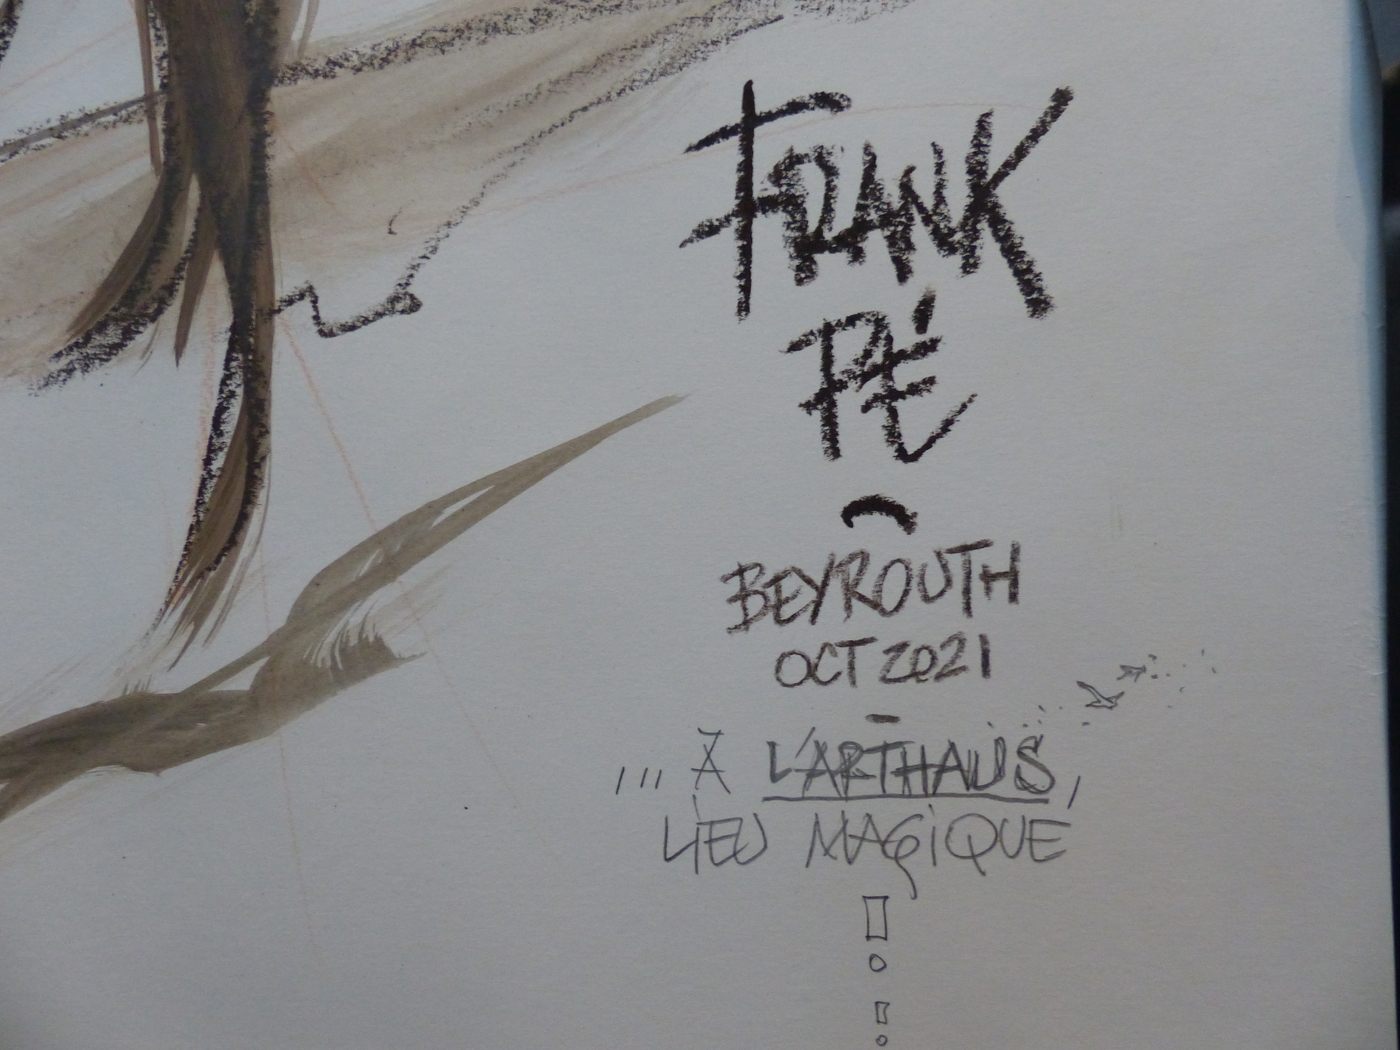 FRANK
PÉ
BEYROUTH
OCT 2021
... À L'ARTHAUS,
LIEU MAGIQUE
!
!